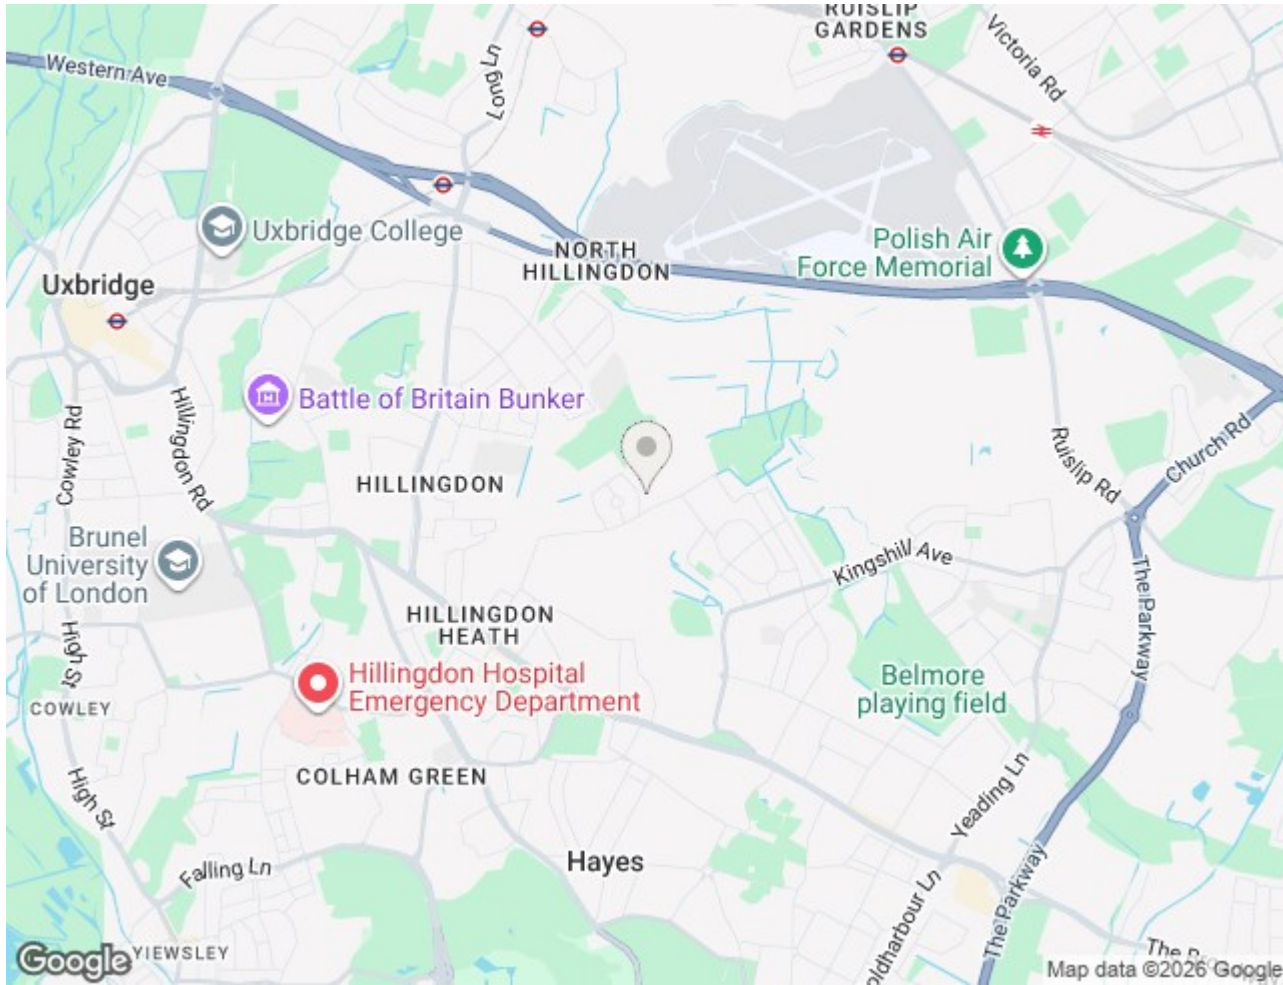 RUISLIP
GARDENS
Victoria Rd
Long Ln
Western Ave
Uxbridge College
NORTH
HILLINGDON
Polish Air
Force Memorial
Uxbridge
Battle of Britain Bunker
Hillingdon Rd
Cowley Rd
HILLINGDON
Ruislip Rd
Church Rd
Brunel
University
of London
Kingshill Ave
The Parkway
HILLINGDON
HEATH
High St
Hillingdon Hospital
Emergency Department
Belmore
playing field
COWLEY
COLHAM GREEN
High St
Yeading Ln
Falling Ln
Hayes
The Parkway
oldharbour Ln
YIEWSLEY
Google
The
Map data ©2026 Google